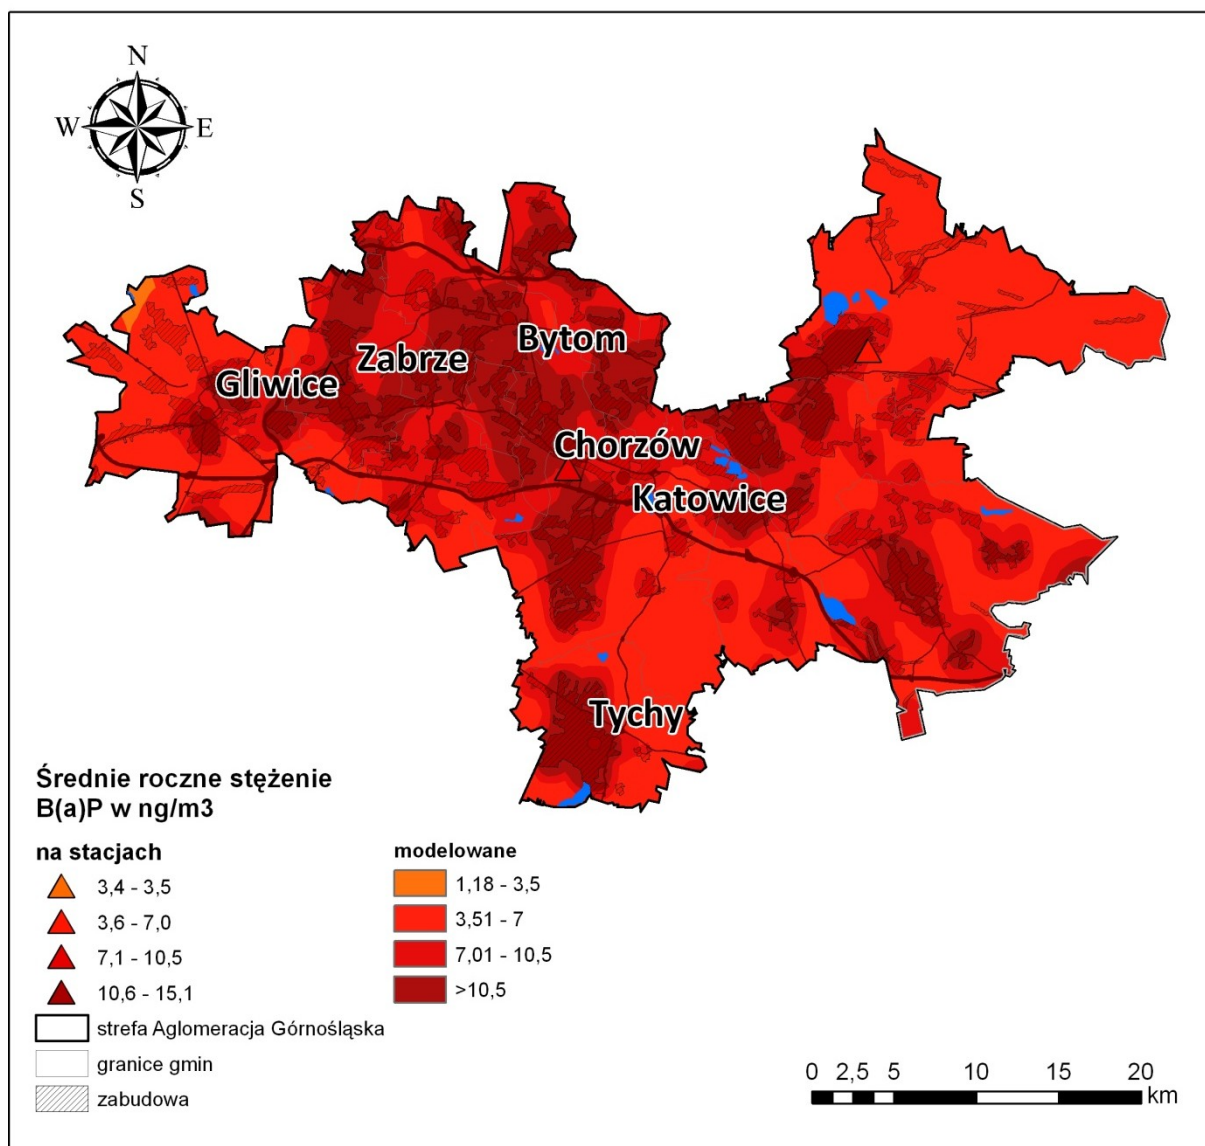 N
W E
S
Bytom
Zabrze
Gliwice
Chorzów
Katowice
Tychy
Średnie roczne stężenie
B(a)P w ng/m3
na stacjach
3,4 - 3,5
3,6 - 7,0
7,1 - 10,5
10,6 - 15,1
strefa Aglomeracja Górnośląska
granice gmin
zabudowa
modelowane
1,18 - 3,5
3,51 - 7
7,01 - 10,5
>10,5
0 2,5 5 10 15 20
km